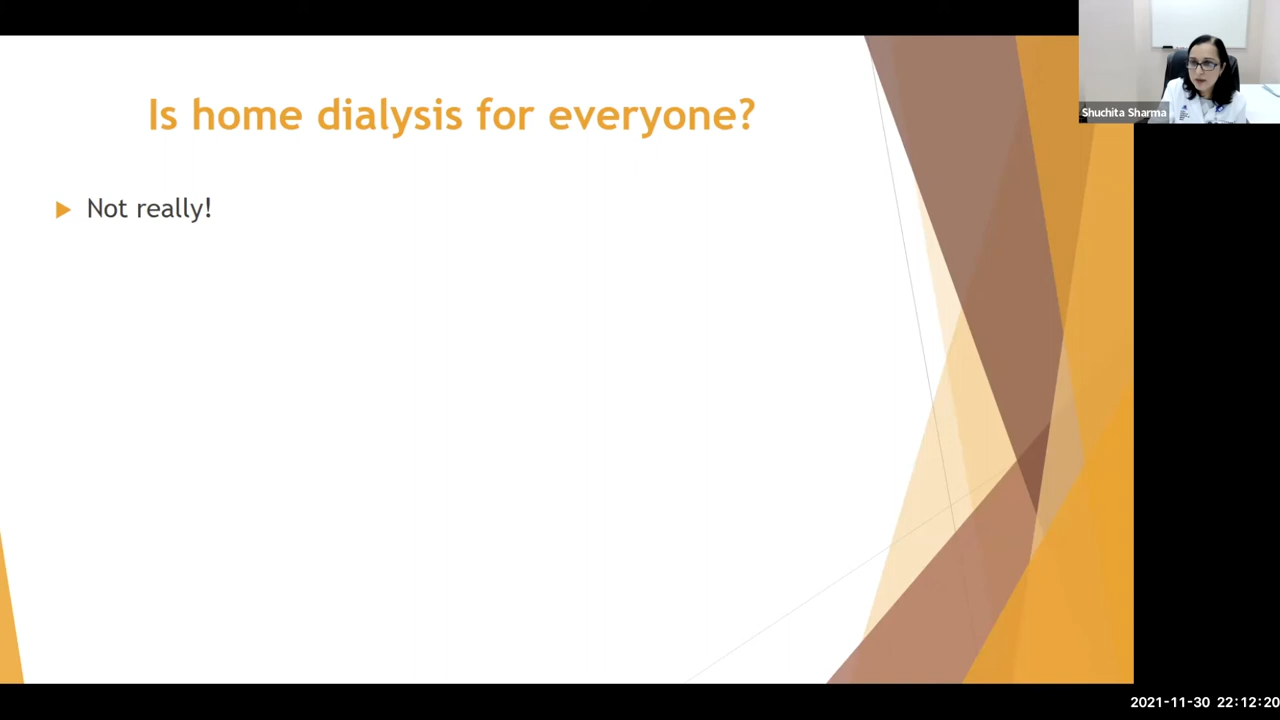 Is home dialysis for everyone?
Not really!
Shuchita Sharma
2021-11-30 22:12:20